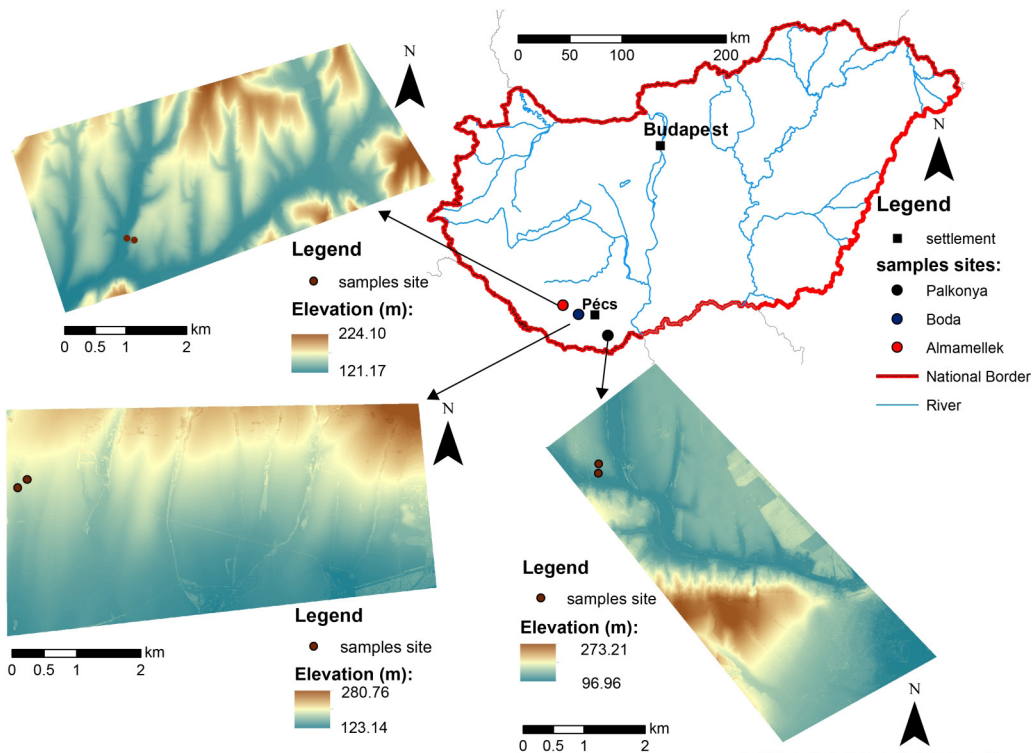 km
0 50 100 200
N
Budapest
N
Legend
settlement
samples sites:
Palkonya
Boda
Almamellek
National Border
River
Pécs
Legend
samples site
Elevation (m):
224.10
121.17
km
0 0.5 1 2
N
Legend
samples site
Elevation (m):
280.76
123.14
km
0 0.5 1 2
Legend
samples site
Elevation (m):
273.21
96.96
km
0 0.5 1 2
N